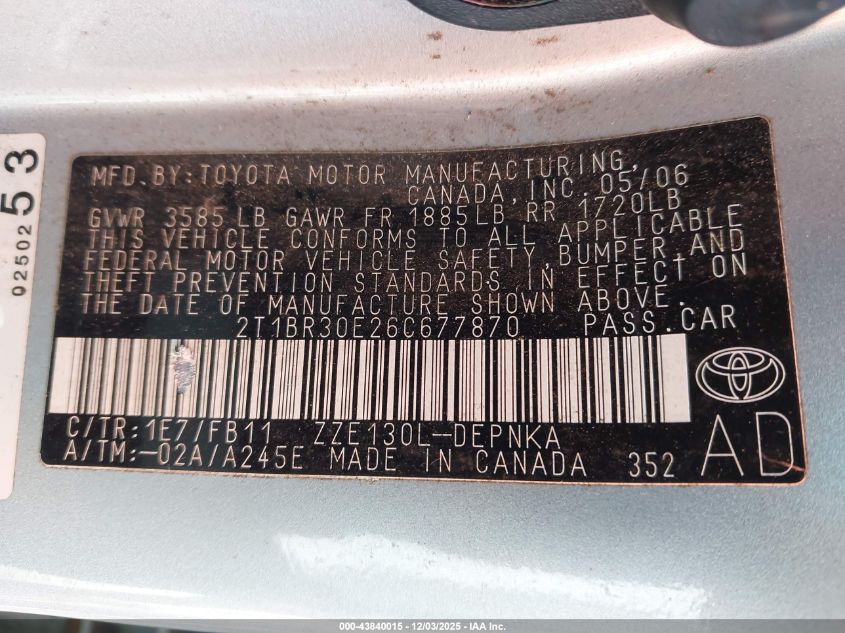 MFD.BY:TOYOTA MOTOR MANUFACTURING,
CANADA, INC. 05/06
GVWR 3585 LB GAWR FR 1885LB RR 1720LB
THIS VEHICLE CONFORMS TO ALL APPLICABLE
FEDERAL MOTOR VEHICLE SAFETY, BUMPER AND
THEFT PREVENTION STANDARDS IN EFFECT ON
THE DATE OF MANUFACTURE SHOWN ABOVE.
2T1BR30E26C677870 PASS.CAR
C/TR:1E7/FB11 ZZE130L-DEPNKA
A/TM:-02A/A245E MADE IN CANADA 352
AD
02502 53
000-43840015 - 12/03/2025 - IAA Inc.